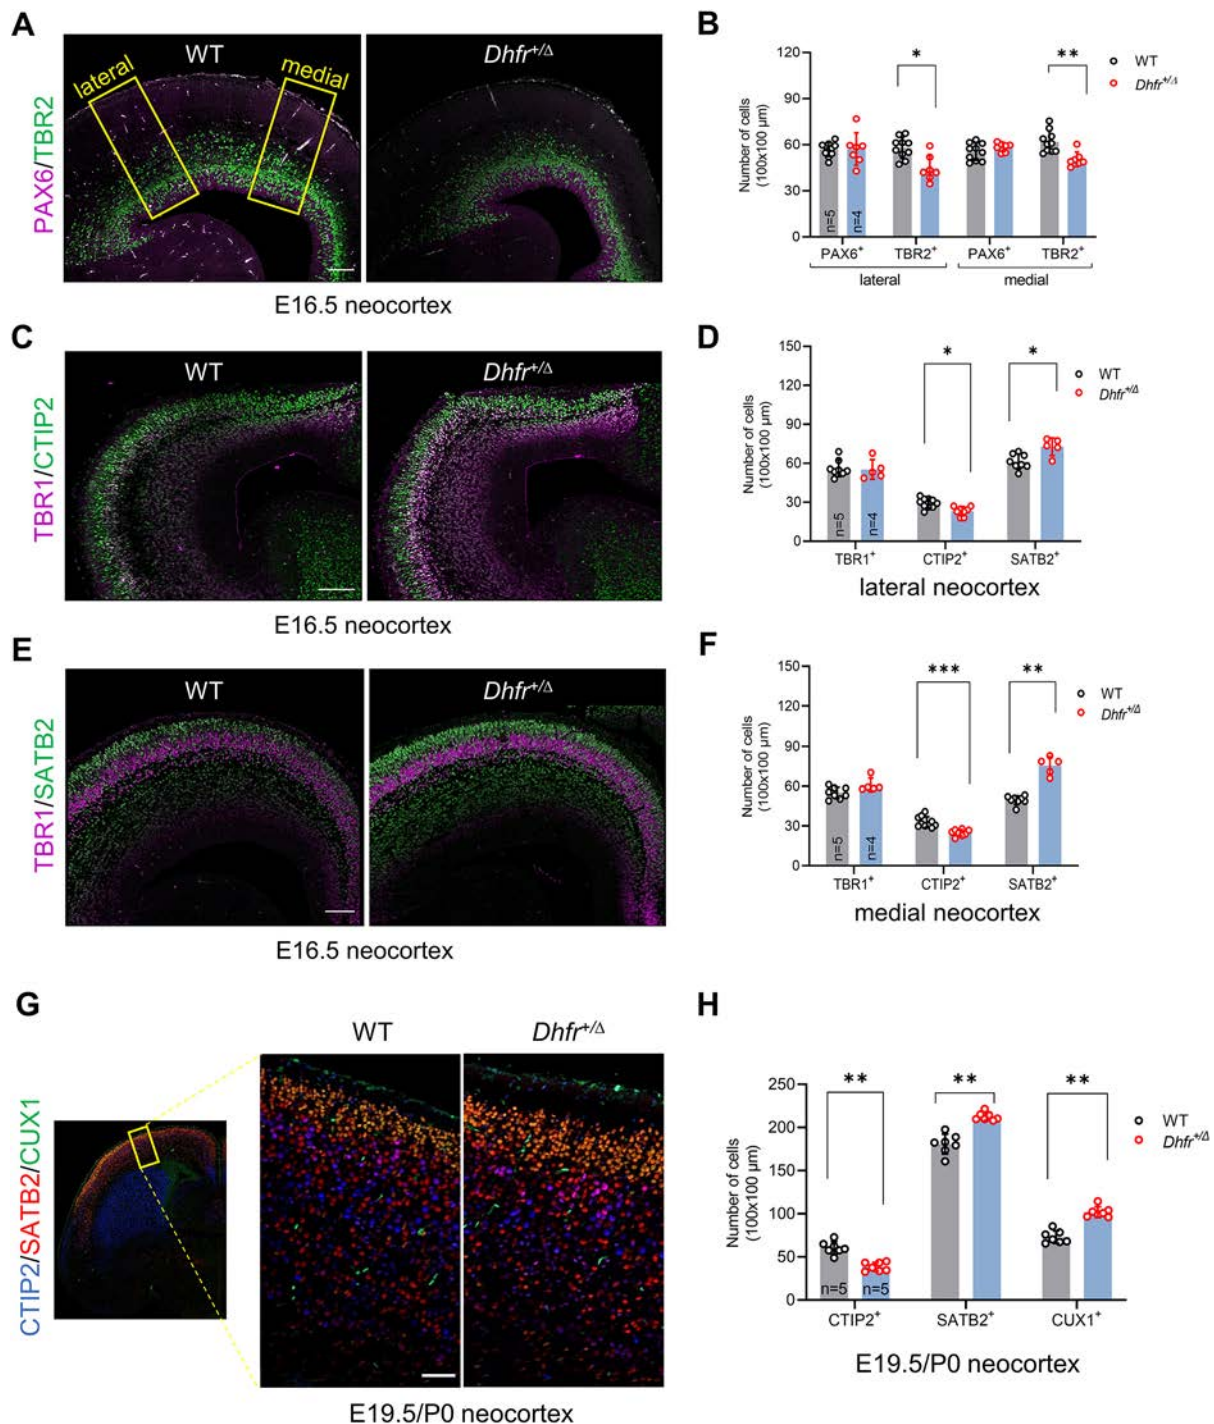 A
WT
Dhfr+/Δ
lateral
medial
PAX6/TBR2
E16.5 neocortex
B
120
90
60
30
0
Number of cells
(100x100 µm)
*
**
WT
Dhfr+/Δ
n=5
n=4
PAX6+
TBR2+
PAX6+
TBR2+
lateral
medial
C
WT
Dhfr+/Δ
TBR1/CTIP2
E16.5 neocortex
D
150
120
90
60
30
0
Number of cells
(100x100 µm)
*
*
WT
Dhfr+/Δ
n=5
n=4
TBR1+
CTIP2+
SATB2+
lateral neocortex
E
WT
Dhfr+/Δ
TBR1/SATB2
E16.5 neocortex
F
150
120
90
60
30
0
Number of cells
(100x100 µm)
***
**
WT
Dhfr+/Δ
n=5
n=4
TBR1+
CTIP2+
SATB2+
medial neocortex
G
WT
Dhfr+/Δ
CTIP2/SATB2/CUX1
E19.5/P0 neocortex
H
250
200
150
100
50
0
Number of cells
(100x100 µm)
**
**
**
WT
Dhfr+/Δ
n=5
n=5
CTIP2+
SATB2+
CUX1+
E19.5/P0 neocortex